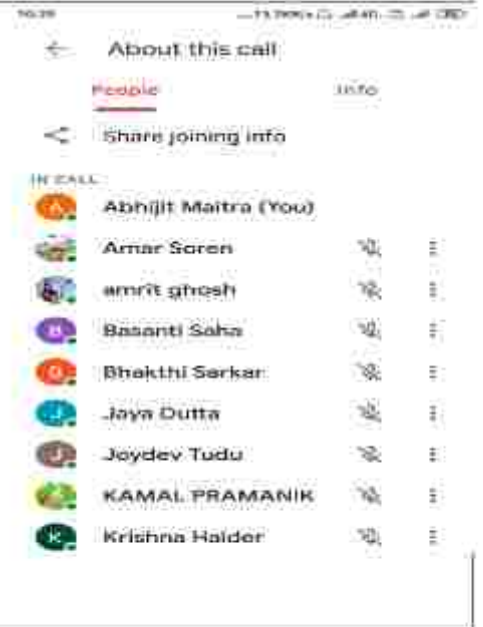 About this call
People Info
Share joining info
IN CALL
A Abhijit Maitra (You)
Amar Soren
amrit ghosh
B Basanti Saha
Bhakthi Sarkar
J Jaya Dutta
J Joydev Tudu
KAMAL PRAMANIK
K Krishna Halder